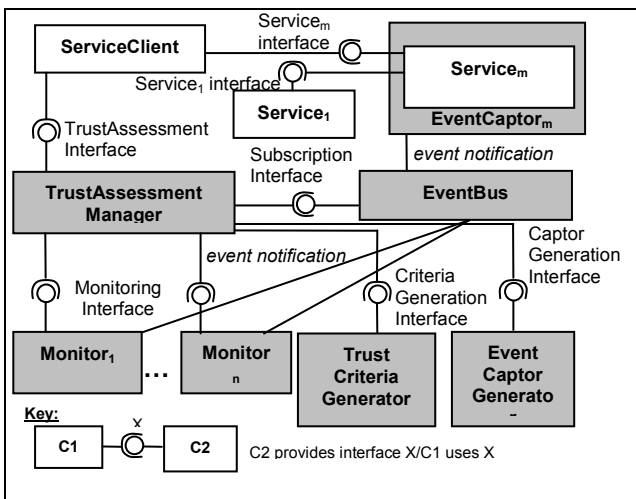 ServiceClient
Service_m
interface
Service_m
Service_1 interface
Service_1
EventCaptor_m
TrustAssessment
Interface
Subscription
Interface
event notification
TrustAssessment
Manager
EventBus
event notification
Captor
Generation
Interface
Monitoring
Interface
Criteria
Generation
Interface
Monitor_1
...
Monitor
n
Trust
Criteria
Generator
Event
Captor
Generato
Key:
X
C1
C2
C2 provides interface X/C1 uses X